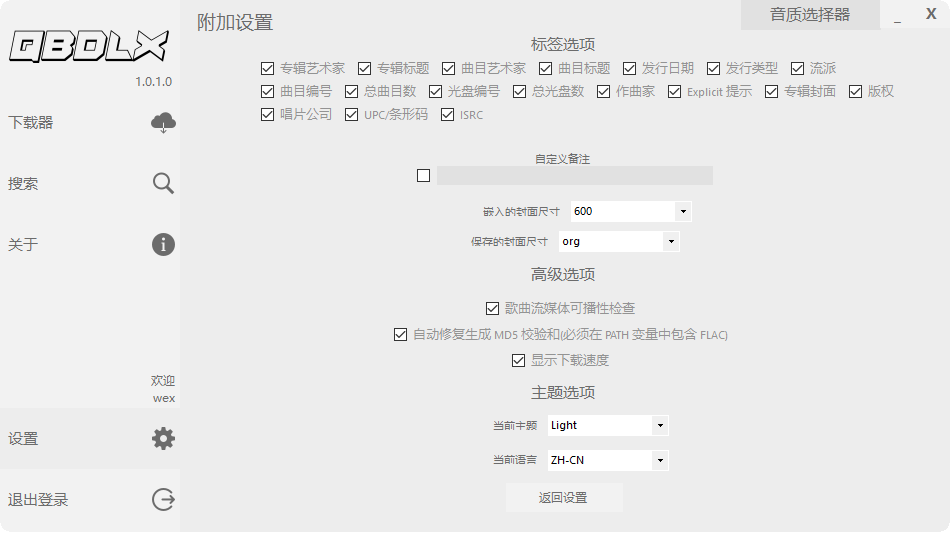 附加设置
音质选择器
_
X
QBDLX
1.0.1.0
下载器
搜索
关于
欢迎
wex
设置
退出登录
标签选项
专辑艺术家 专辑标题 曲目艺术家 曲目标题 发行日期 发行类型 流派
曲目编号 总曲目数 光盘编号 总光盘数 作曲家 Explicit 提示 专辑封面 版权
唱片公司 UPC/条形码 ISRC
自定义备注
嵌入的封面尺寸 600
保存的封面尺寸 org
高级选项
歌曲流媒体可播性检查
自动修复生成 MD5 校验和(必须在 PATH 变量中包含 FLAC)
显示下载速度
主题选项
当前主题 Light
当前语言 ZH-CN
返回设置